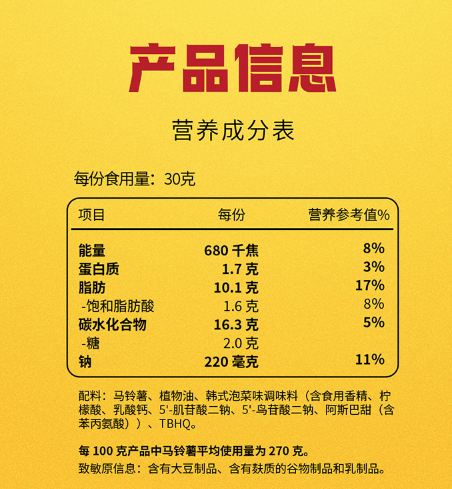 产品信息
营养成分表
每份食用量：30克
项目 每份 营养参考值%
能量 680 千焦 8%
蛋白质 1.7 克 3%
脂肪 10.1 克 17%
-饱和脂肪酸 1.6 克 8%
碳水化合物 16.3 克 5%
-糖 2.0 克
钠 220 毫克 11%
配料：马铃薯、植物油、韩式泡菜味调味料（含食用香精、柠
檬酸、乳酸钙、5'-肌苷酸二钠、5'-鸟苷酸二钠、阿斯巴甜（含
苯丙氨酸））、TBHQ。
每 100 克产品中马铃薯平均使用量为 270 克。
致敏原信息：含有大豆制品、含有麸质的谷物制品和乳制品。